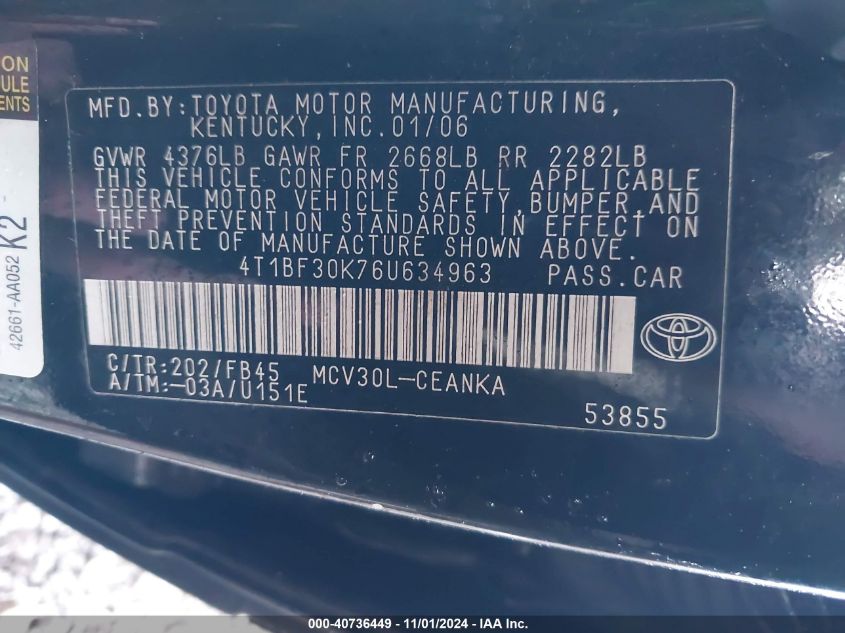 ON
ULE
ENTS
42661-AA052
K2
MFD.BY:TOYOTA MOTOR MANUFACTURING,
KENTUCKY,INC.01/06
GVWR 4376LB GAWR FR 2668LB RR 2282LB
THIS VEHICLE CONFORMS TO ALL APPLICABLE
FEDERAL MOTOR VEHICLE SAFETY,BUMPER,AND
THEFT PREVENTION STANDARDS IN EFFECT ON
THE DATE OF MANUFACTURE SHOWN ABOVE.
4T1BF30K76U634963 PASS.CAR
C/TR:202/FB45 MCV30L-CEANKA
A/TM:-03A/U151E
53855
000-40736449 - 11/01/2024 - IAA Inc.